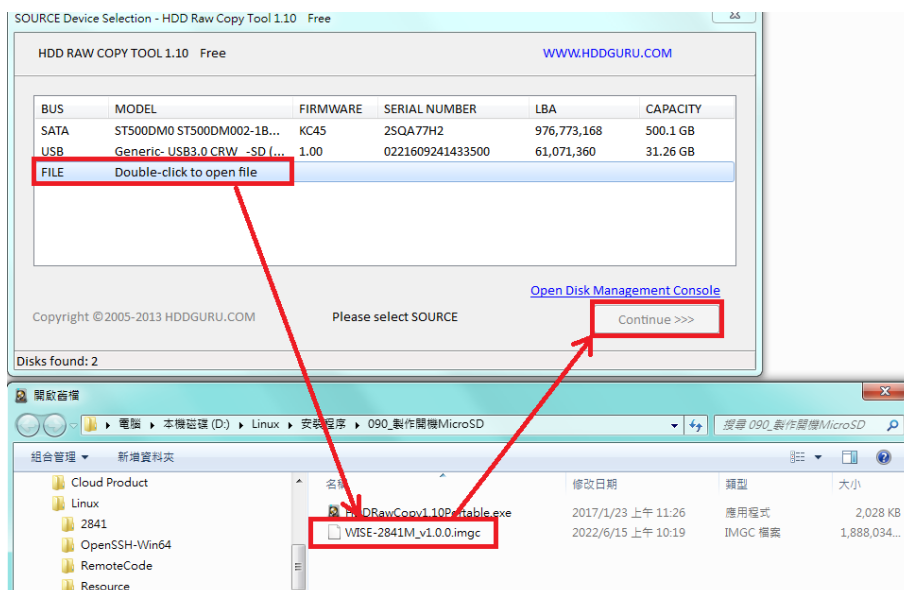 SOURCE Device Selection - HDD Raw Copy Tool 1.10 Free
HDD RAW COPY TOOL 1.10 Free WWW.HDDGURU.COM
BUS MODEL FIRMWARE SERIAL NUMBER LBA CAPACITY
SATA ST500DM0 ST500DM002-1B... KC45 2SQA77H2 976,773,168 500.1 GB
USB Generic- USB3.0 CRW -SD (... 1.00 0221609241433500 61,071,360 31.26 GB
FILE Double-click to open file
Open Disk Management Console
Copyright ©2005-2013 HDDGURU.COM Please select SOURCE Continue >>>
Disks found: 2
開啟舊檔
電腦 本機磁碟 (D:) Linux 安裝程序 090_製作開機MicroSD 搜尋 090_製作開機MicroSD
組合管理 新增資料夾
Cloud Product 名稱 修改日期 類型 大小
Linux HDDRawCopy1.10Portable.exe 2017/1/23 上午 11:26 應用程式 2,028 KB
2841 WISE-2841M_v1.0.0.imgc 2022/6/15 上午 10:19 IMGC 檔案 1,888,034...
OpenSSH-Win64
RemoteCode
Resource